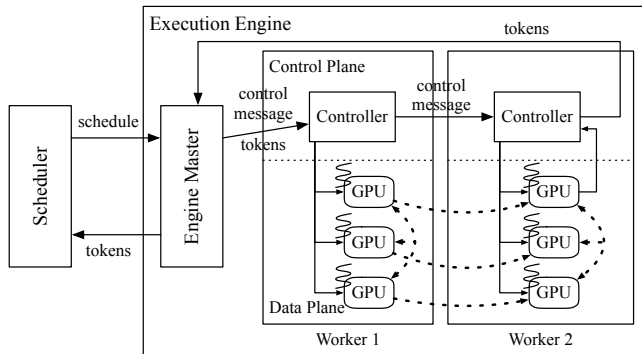 Execution Engine
tokens
Control Plane
control
message
control
message
schedule
Controller
Controller
tokens
Scheduler
Engine Master
GPU
GPU
tokens
GPU
GPU
GPU
GPU
Data Plane
Worker 1
Worker 2